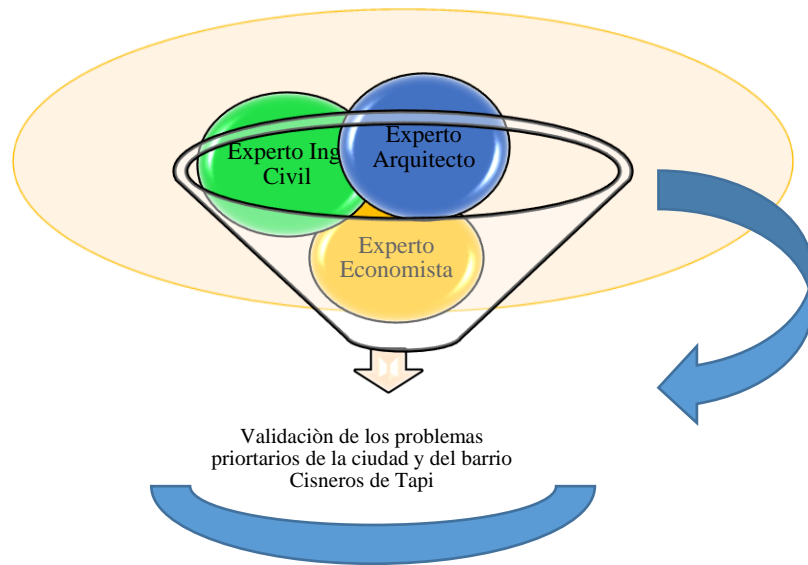 Experto Ing
Civil
Experto
Arquitecto
Experto
Economista
Validaciòn de los problemas
priortarios de la ciudad y del barrio
Cisneros de Tapi